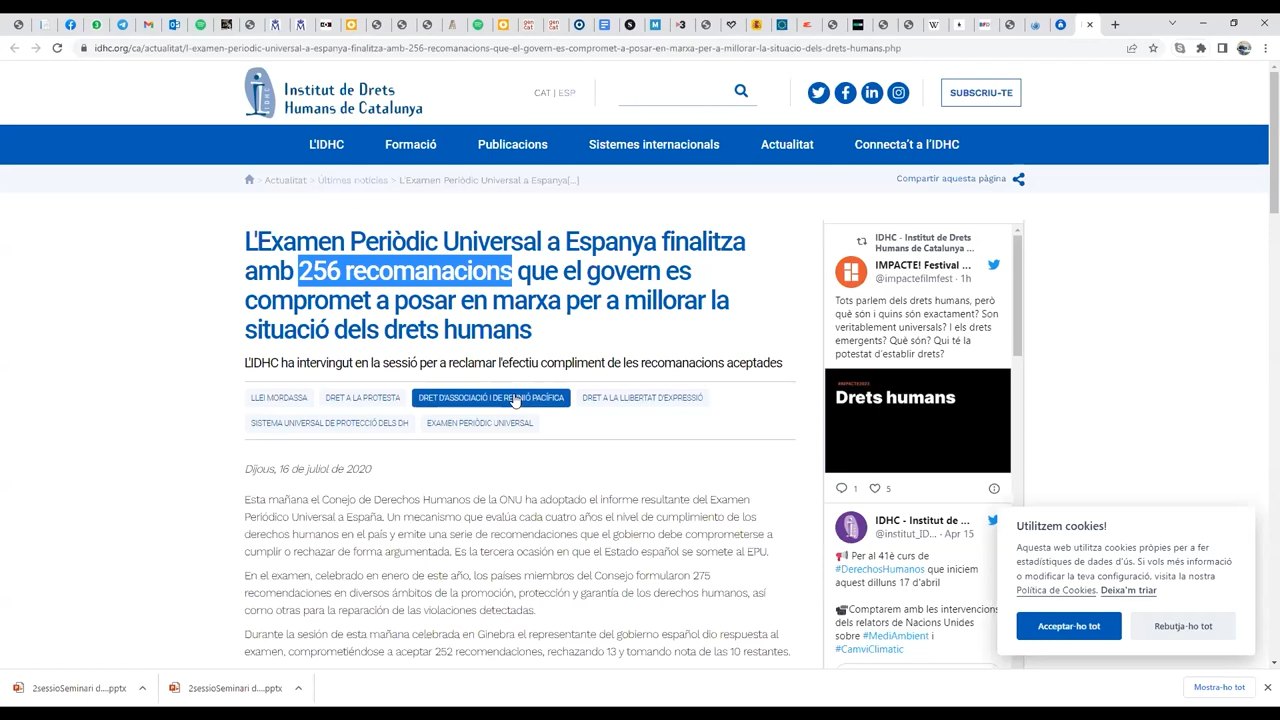 idhc.org/ca/actualitat/l-examen-periodic-universal-a-espanya-finalitza-amb-256-recomanacions-que-el-govern-es-compromet-a-posar-en-marxa-per-a-millorar-la-situacio-dels-drets-humans.php
Institut de Drets
Humans de Catalunya
CAT | ESP
SUBSCRIU-TE
L'IDHC
Formació
Publicacions
Sistemes internacionals
Actualitat
Connecta't a l'IDHC
> Actualitat > Últimes notícies > L'Examen Periòdic Universal a Espanya[...]
Compartir aquesta pàgina
L'Examen Periòdic Universal a Espanya finalitza
amb 256 recomanacions que el govern es
compromet a posar en marxa per a millorar la
situació dels drets humans
L'IDHC ha intervingut en la sessió per a reclamar l'efectiu compliment de les recomanacions acceptades
LLEI MORDASSA
DRET A LA PROTESTA
DRET D'ASSOCIACIÓ I DE REUNIÓ PACÍFICA
DRET A LA LLIBERTAT D'EXPRESSIÓ
SISTEMA UNIVERSAL DE PROTECCIÓ DELS DH
EXAMEN PERIÒDIC UNIVERSAL
Dijous, 16 de juliol de 2020
Esta mañana el Conejo de Derechos Humanos de la ONU ha adoptado el informe resultante del Examen
Periódico Universal a España. Un mecanismo que evalúa cada cuatro años el nivel de cumplimiento de los
derechos humanos en el país y emite una serie de recomendaciones que el gobierno debe comprometerse a
cumplir o rechazar de forma argumentada. Es la tercera ocasión en que el Estado español se somete al EPU.
En el examen, celebrado en enero de este año, los países miembros del Consejo formularon 275
recomendaciones en diversos ámbitos de la promoción, protección y garantía de los derechos humanos, así
como otras para la reparación de las violaciones detectadas.
Durante la sesión de esta mañana celebrada en Ginebra el representante del gobierno español dio respuesta al
examen, comprometiéndose a aceptar 252 recomendaciones, rechazando 13 y tomando nota de las 10 restantes.
IDHC - Institut de Drets
Humans de Catalunya ...
IMPACTE! Festival ...
@impactefilmfest · 1h
Tots parlem dels drets humans, però
què són i quins són exactament? Son
veritablement universals? I els drets
emergents? Què són? Qui té la
potestat d'establir drets?
#IMPACTE2023
Drets humans
1
5
IDHC - Institut de ...
@institut_ID... · Apr 15
Per al 41è curs de
#DerechosHumanos que iniciem
aquest dilluns 17 d'abril
Comptarem amb les intervencions
dels relators de Nacions Unides
sobre #MediAmbient i
#CamviClimatic
Utilitzem cookies!
Aquesta web utilitza cookies pròpies per a fer
estadístiques de dades d'ús. Si vols més informació
o modificar la teva configuració, visita la nostra
Política de Cookies. Deixa'm triar
Acceptar-ho tot
Rebutja-ho tot
2sessioSeminari d....pptx
2sessioSeminari d....pptx
Mostra-ho tot